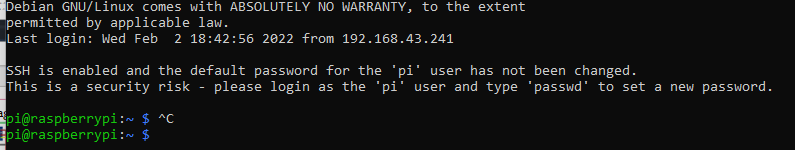 Debian GNU/Linux comes with ABSOLUTELY NO WARRANTY, to the extent
permitted by applicable law.
Last login: Wed Feb  2 18:42:56 2022 from 192.168.43.241

SSH is enabled and the default password for the 'pi' user has not been changed.
This is a security risk - please login as the 'pi' user and type 'passwd' to set a new password.

pi@raspberrypi:~ $ ^C
pi@raspberrypi:~ $